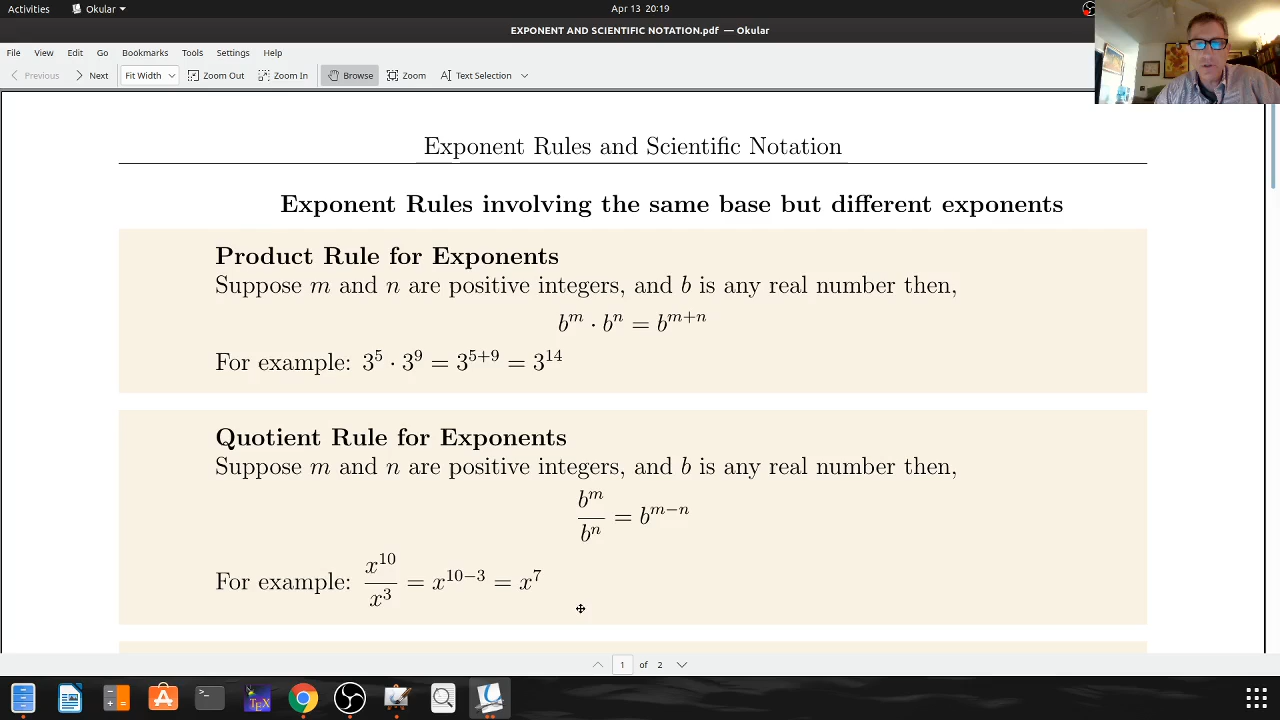 Activities
Okular
Apr 13 20:19
EXPONENT AND SCIENTIFIC NOTATION.pdf — Okular
File View Edit Go Bookmarks Tools Settings Help
Previous Next Fit Width Zoom Out Zoom In Browse Zoom Text Selection
Exponent Rules and Scientific Notation
Exponent Rules involving the same base but different exponents
Product Rule for Exponents
Suppose m and n are positive integers, and b is any real number then,
b^m · b^n = b^{m+n}
For example: 3^5 · 3^9 = 3^{5+9} = 3^{14}
Quotient Rule for Exponents
Suppose m and n are positive integers, and b is any real number then,
b^m / b^n = b^{m−n}
For example: x^{10} / x^3 = x^{10−3} = x^7
1 of 2
TEX